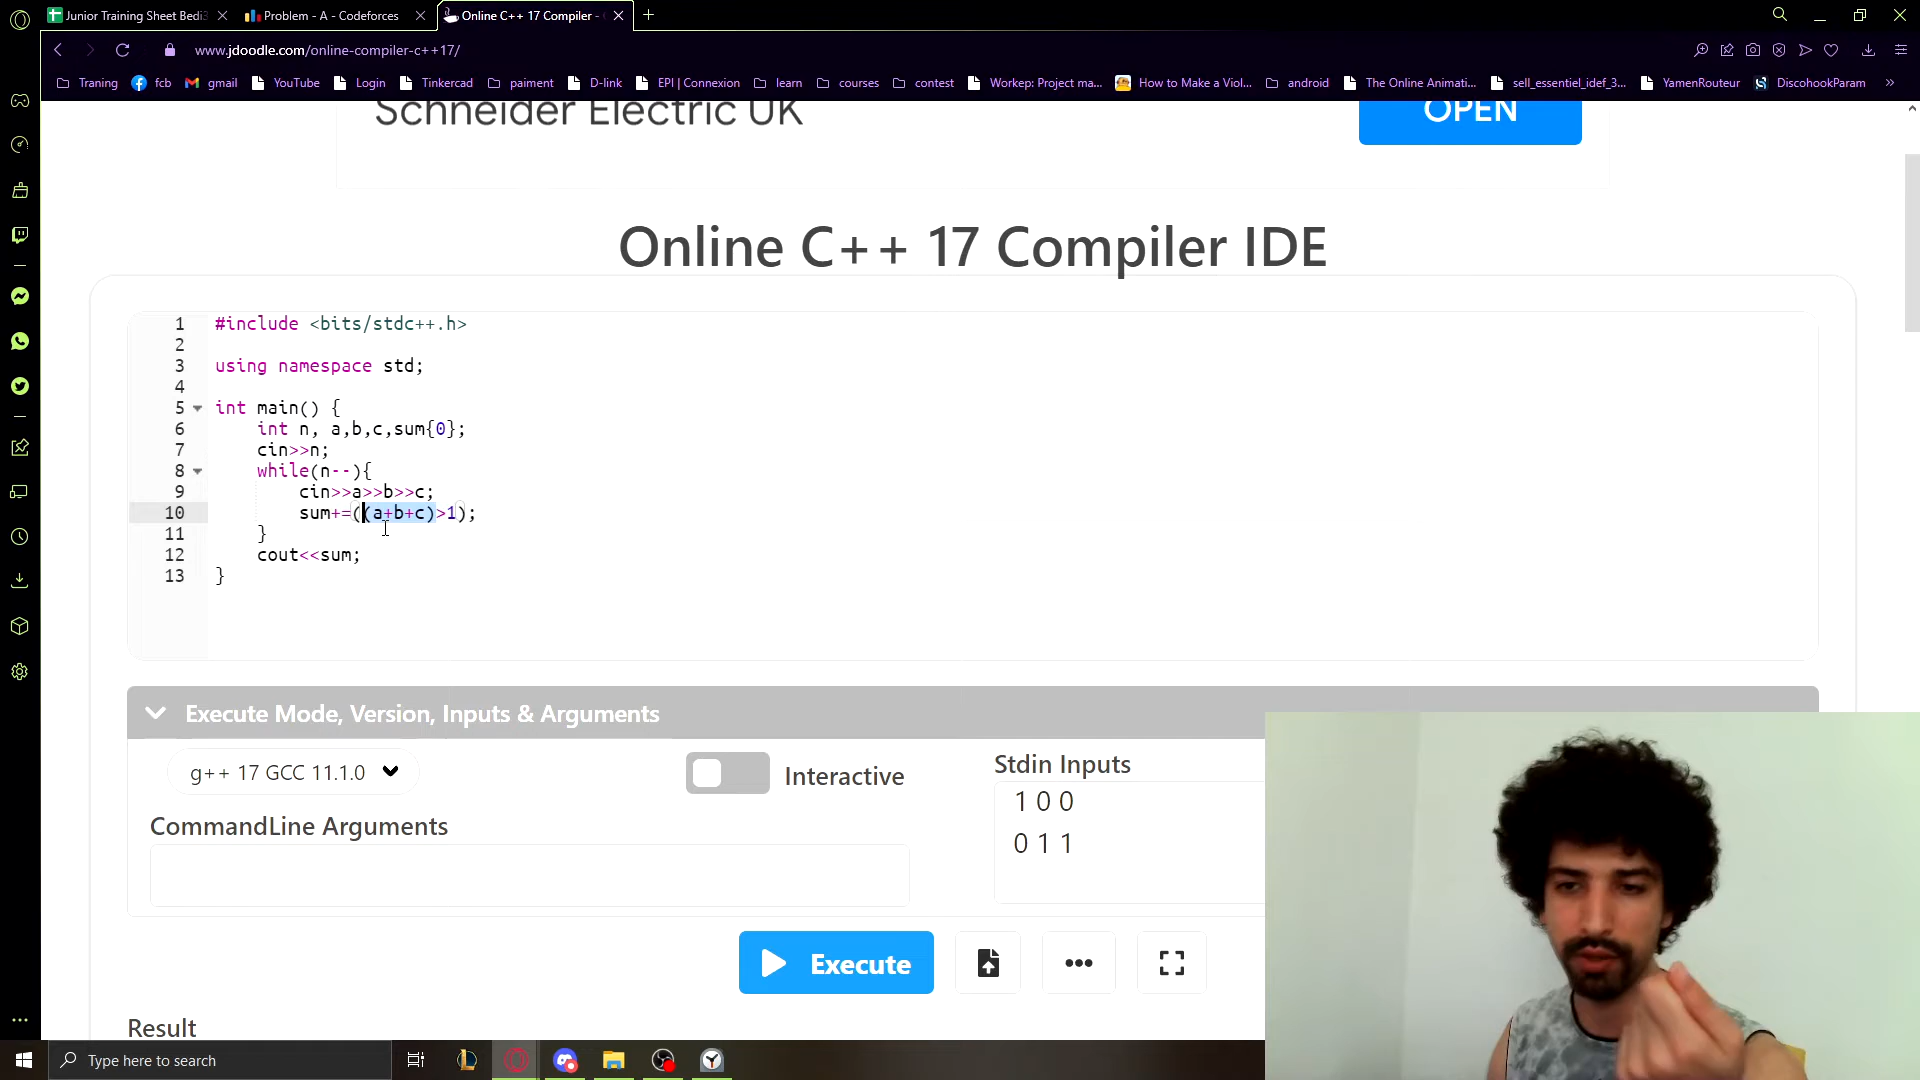 Junior Training Sheet Bedi3
Problem - A - Codeforces
Online C++ 17 Compiler -
www.jdoodle.com/online-compiler-c++17/
Traning
fcb
gmail
YouTube
Login
Tinkercad
paiment
D-link
EPI | Connexion
learn
courses
contest
Workep: Project ma...
How to Make a Viol...
android
The Online Animati...
sell_essentiel_idef_3...
YamenRouteur
DiscohookParam
»
Schneider Electric UK
OPEN
Online C++ 17 Compiler IDE
1 #include <bits/stdc++.h>
2
3 using namespace std;
4
5 int main() {
6 int n, a,b,c,sum{0};
7 cin>>n;
8 while(n--){
9 cin>>a>>b>>c;
10 sum+=((a+b+c)>1);
11 }
12 cout<<sum;
13 }
Execute Mode, Version, Inputs & Arguments
g++ 17 GCC 11.1.0
Interactive
Stdin Inputs
1 0 0
0 1 1
CommandLine Arguments
Execute
Result
Type here to search